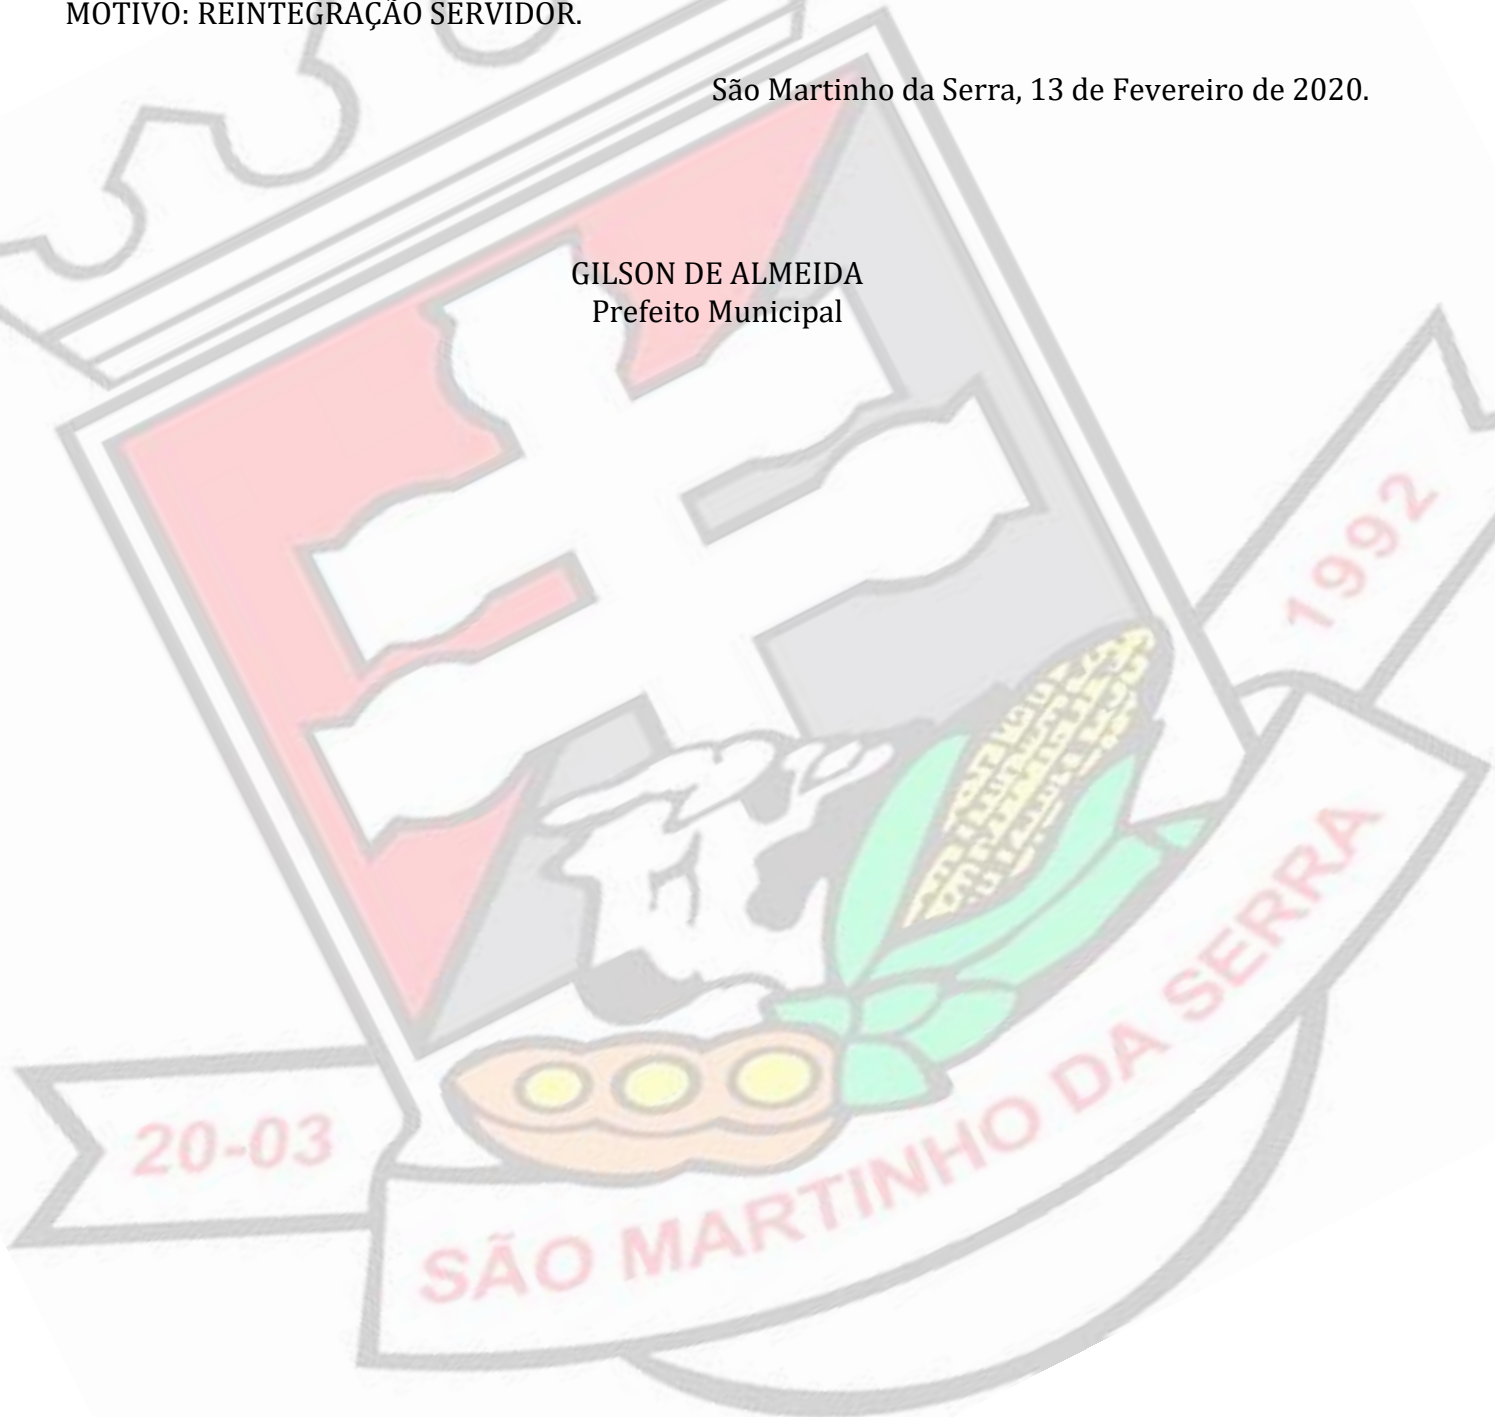 MOTIVO: REINTEGRAÇÃO SERVIDOR.
São Martinho da Serra, 13 de Fevereiro de 2020.
GILSON DE ALMEIDA
Prefeito Municipal
1992
20-03
SÃO MARTINHO DA SERRA